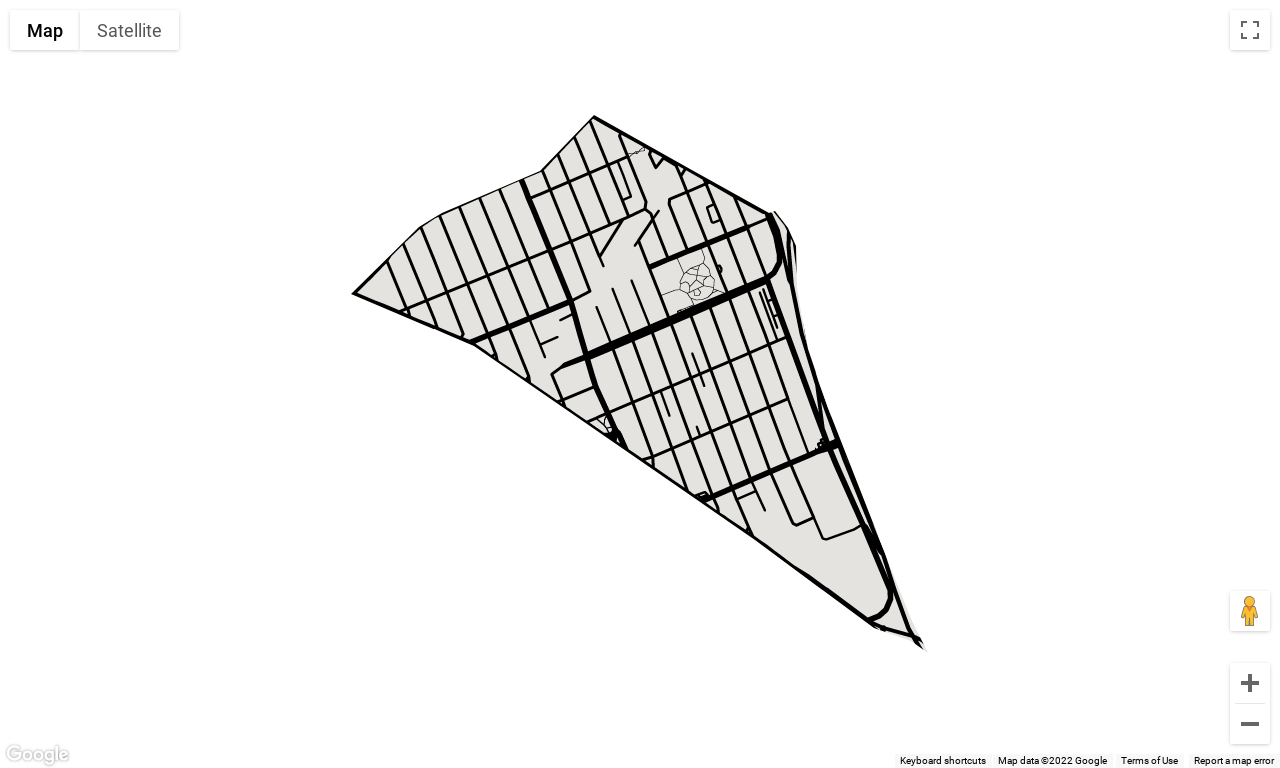 Map
Satellite
Google
Keyboard shortcuts
Map data ©2022 Google
Terms of Use
Report a map error